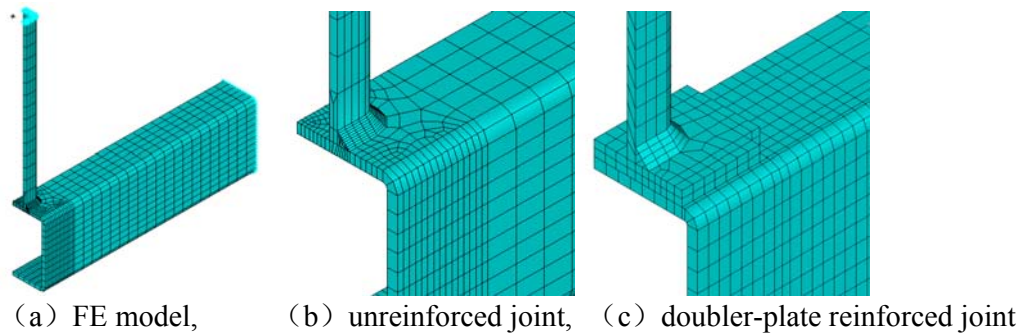 （a）FE model, （b）unreinforced joint, （c）doubler-plate reinforced joint